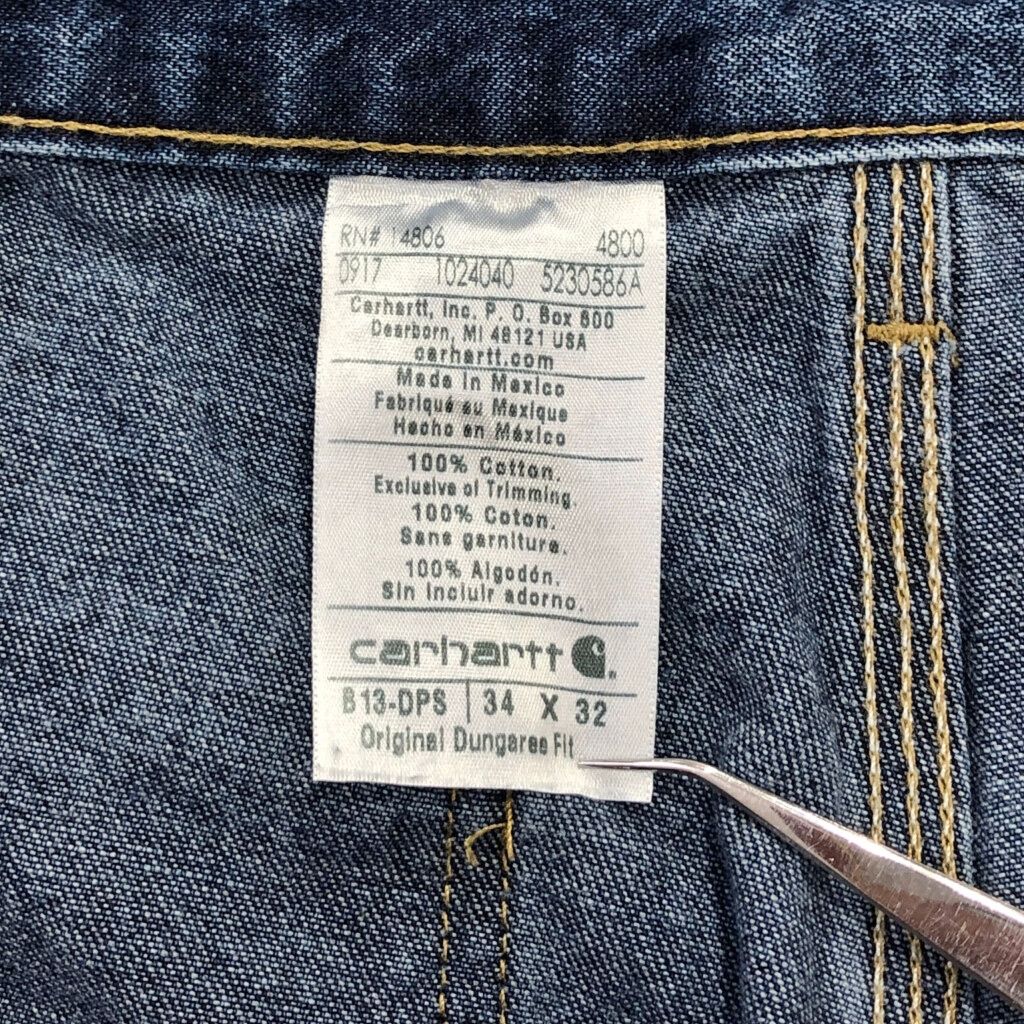 RN# 14806 4800
0917 1024040 5230586A
Carhartt, Inc. P. O. Box 600
Dearborn, MI 48121 USA
carhartt.com
Made in Mexico
Fabriqué au Mexique
Hecho en México
100% Cotton.
Exclusive of Trimming.
100% Coton.
Sans garniture.
100% Algodón.
Sin incluir adorno.
carhartt
B13-DPS | 34 X 32
Original Dungaree Fit